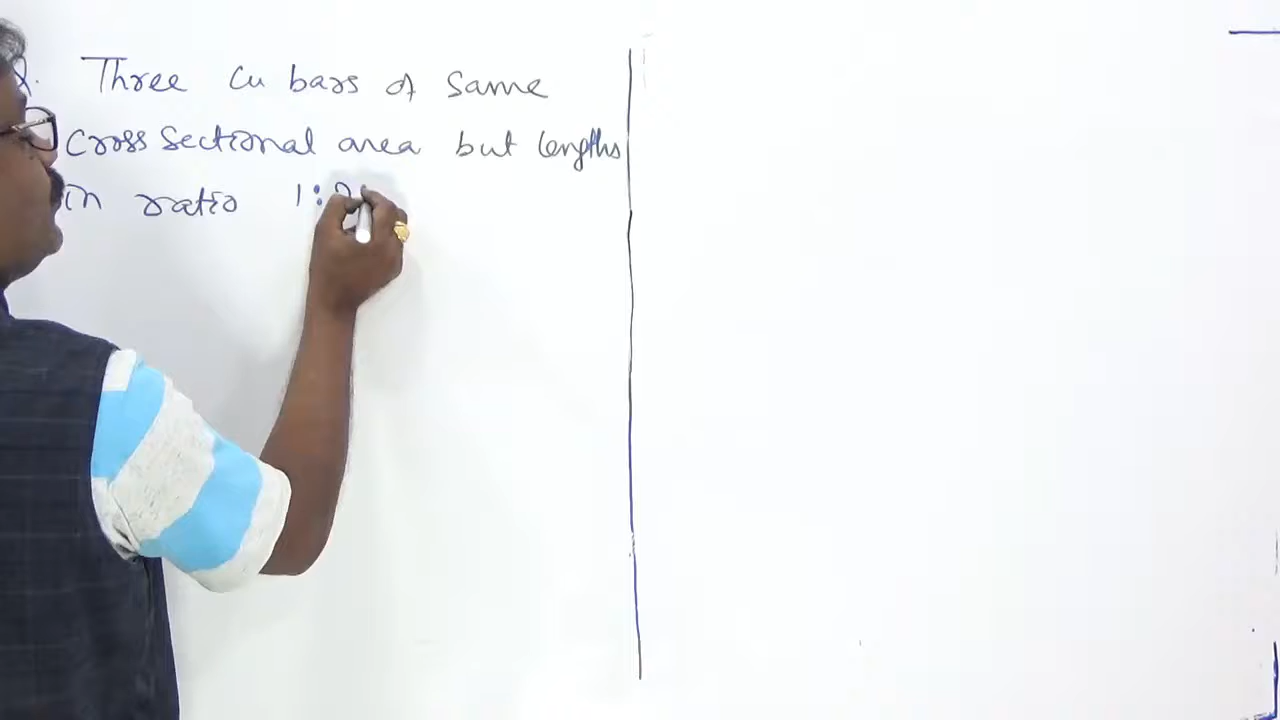 Q. Three Cu bars of Same
Cross Sectional area but lengths
in ratio 1:2